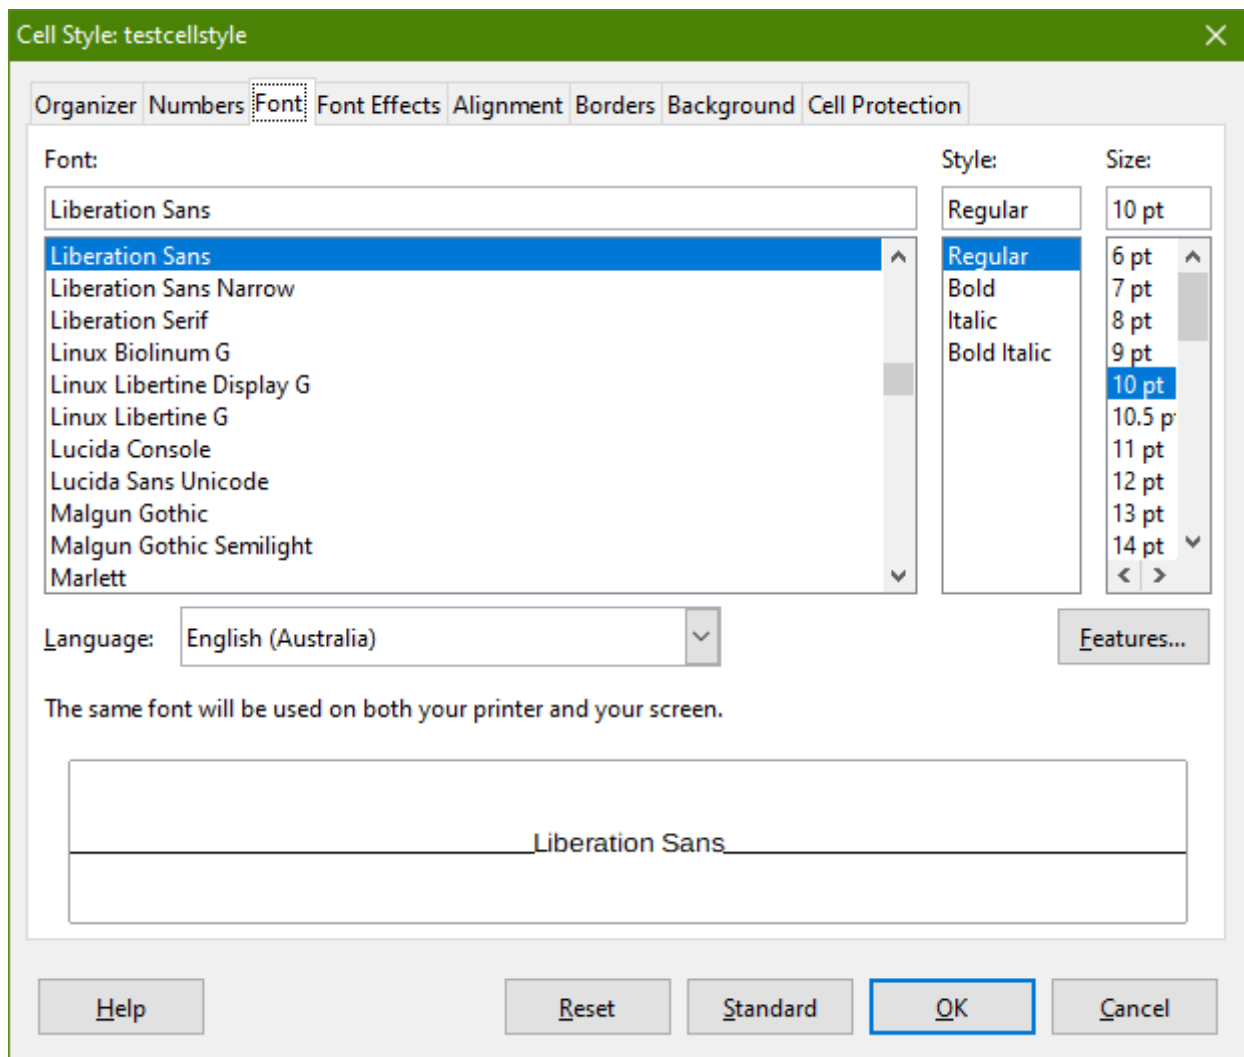 Cell Style: testcellstyle
Organizer Numbers Font Font Effects Alignment Borders Background Cell Protection
Font: Style: Size:
Liberation Sans Regular 10 pt
Liberation Sans Regular 6 pt
Liberation Sans Narrow Bold 7 pt
Liberation Serif Italic 8 pt
Linux Biolinum G Bold Italic 9 pt
Linux Libertine Display G 10 pt
Linux Libertine G 10.5 p
Lucida Console 11 pt
Lucida Sans Unicode 12 pt
Malgun Gothic 13 pt
Malgun Gothic Semilight 14 pt
Marlett
Language: English (Australia) Features...
The same font will be used on both your printer and your screen.
Liberation Sans
Help Reset Standard OK Cancel